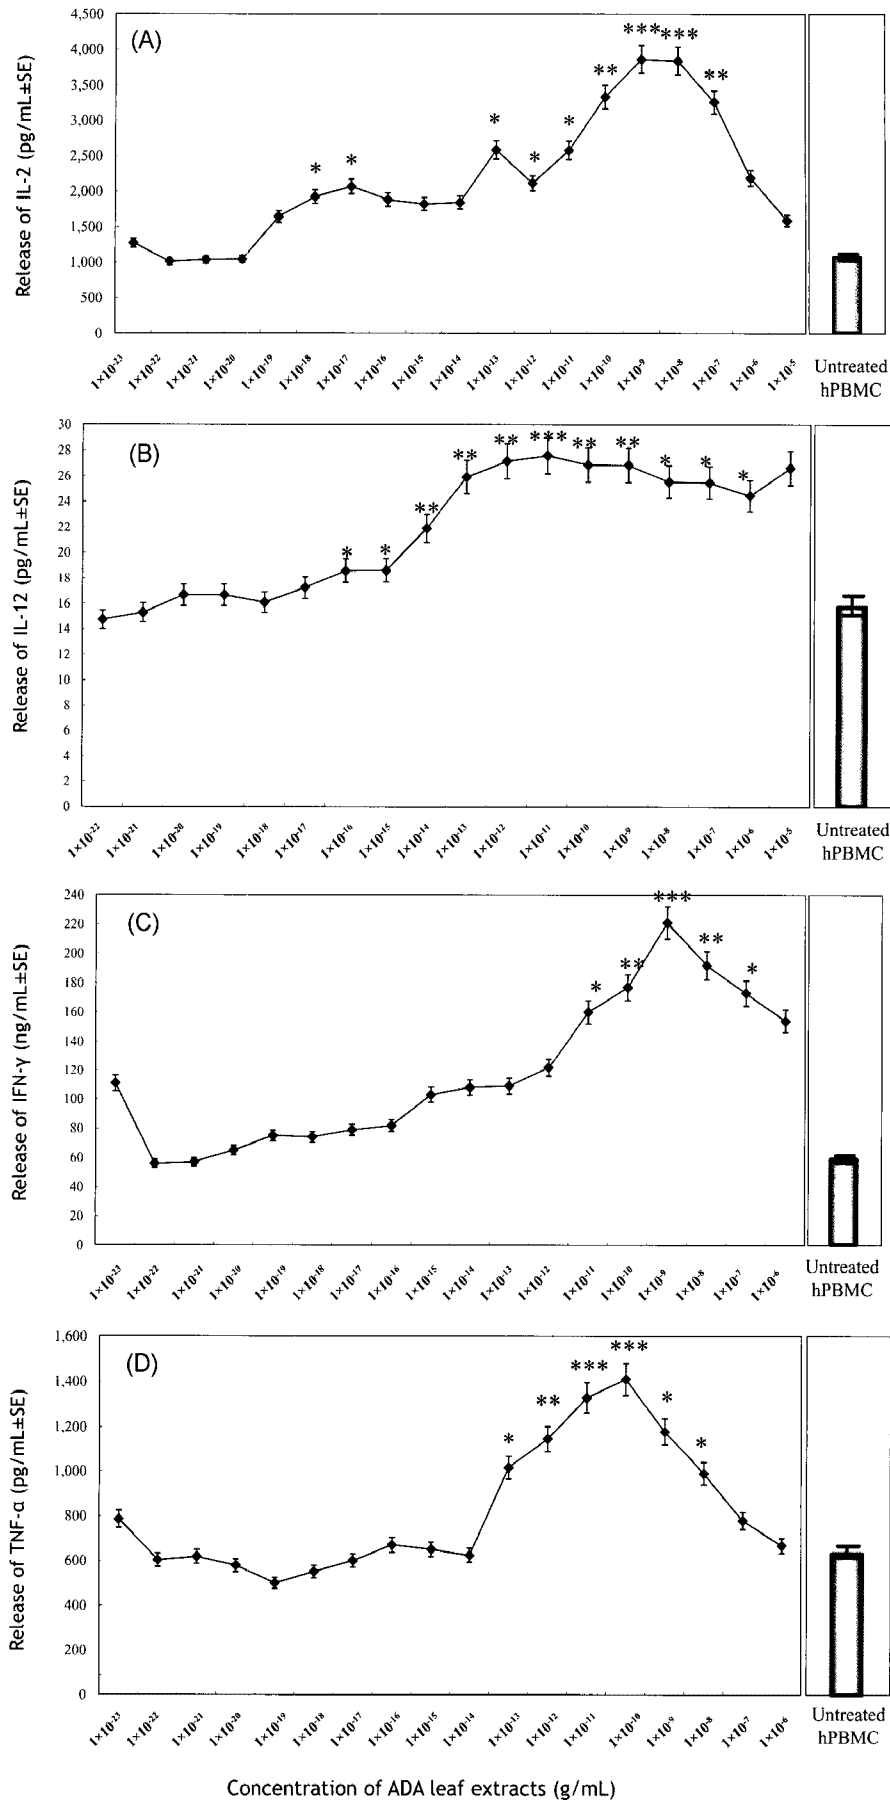 (A)
Release of IL-2 (pg/mL±SE)
4,500
4,000
3,500
3,000
2,500
2,000
1,500
1,000
500
0
* * * * * ** *** *** **
1×10-23 1×10-22 1×10-21 1×10-20 1×10-19 1×10-18 1×10-17 1×10-16 1×10-15 1×10-14 1×10-13 1×10-12 1×10-11 1×10-10 1×10-9 1×10-8 1×10-7 1×10-6 1×10-5
Untreated
hPBMC
(B)
Release of IL-12 (pg/mL±SE)
30
28
26
24
22
20
18
16
14
12
10
8
6
4
2
0
* * ** ** ** *** ** ** * * *
1×10-22 1×10-21 1×10-20 1×10-19 1×10-18 1×10-17 1×10-16 1×10-15 1×10-14 1×10-13 1×10-12 1×10-11 1×10-10 1×10-9 1×10-8 1×10-7 1×10-6 1×10-5
Untreated
hPBMC
(C)
Release of IFN-γ (ng/mL±SE)
240
220
200
180
160
140
120
100
80
60
40
20
0
* ** *** ** *
1×10-23 1×10-22 1×10-21 1×10-20 1×10-19 1×10-18 1×10-17 1×10-16 1×10-15 1×10-14 1×10-13 1×10-12 1×10-11 1×10-10 1×10-9 1×10-8 1×10-7 1×10-6
Untreated
hPBMC
(D)
Release of TNF-α (pg/mL±SE)
1,600
1,400
1,200
1,000
800
600
400
200
0
* ** *** *** * *
1×10-23 1×10-22 1×10-21 1×10-20 1×10-19 1×10-18 1×10-17 1×10-16 1×10-15 1×10-14 1×10-13 1×10-12 1×10-11 1×10-10 1×10-9 1×10-8 1×10-7 1×10-6
Untreated
hPBMC
Concentration of ADA leaf extracts (g/mL)